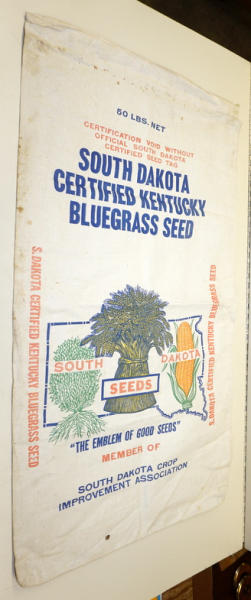 50 LBS. NET
CERTIFICATION VOID WITHOUT
OFFICIAL SOUTH DAKOTA
CERTIFIED SEED TAG
SOUTH DAKOTA
CERTIFIED KENTUCKY
BLUEGRASS SEED
S. DAKOTA CERTIFIED KENTUCKY BLUEGRASS SEED
S. DAKOTA CERTIFIED KENTUCKY BLUEGRASS SEED
SOUTH DAKOTA
SEEDS
"THE EMBLEM OF GOOD SEEDS"
MEMBER OF
SOUTH DAKOTA CROP
IMPROVEMENT ASSOCIATION